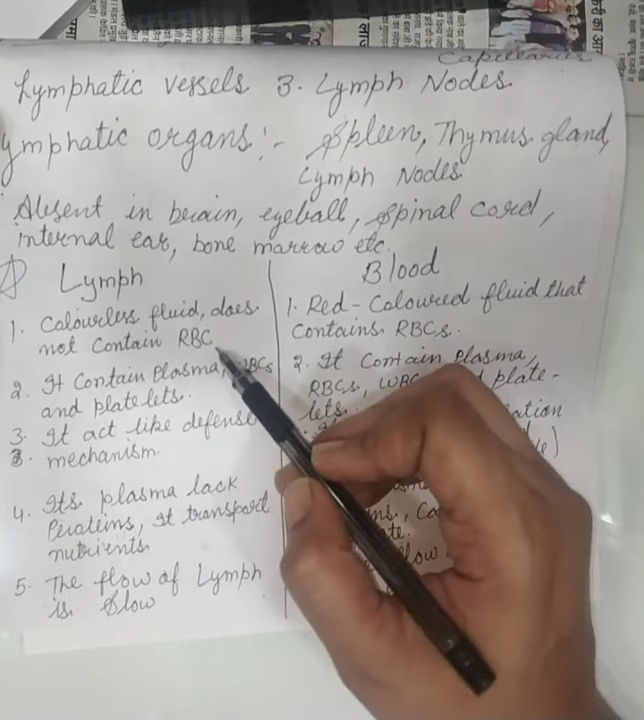 Capillaries
Lymphatic vessels 3. Lymph Nodes
ymphatic organs:- Spleen, Thymus gland,
Lymph Nodes.
Absent in brain, eyeball, Spinal cord,
internal ear, bone marrow etc.
Lymph
1. Colourless fluid, does
not Contain RBC
2. It Contain Plasma, WBCs
and platelets.
3. It act like defense
3. mechanism.
4. Its plasma lack
Proteins, It transport
nutrients.
5. The flow of Lymph
is Slow
Blood
1. Red-Coloured fluid that
Contains RBCs.
2. It Contain Plasma,
RBCs, WBC plate-
lets.